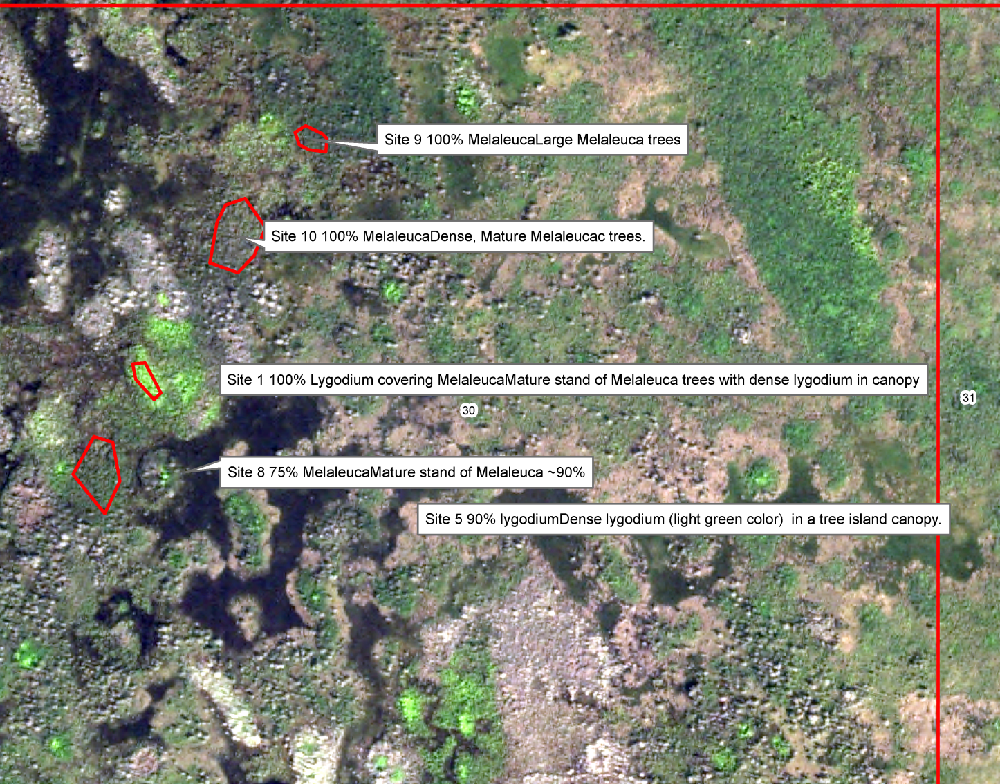 Site 9 100% MelaleucaLarge Melaleuca trees
Site 10 100% MelaleucaDense, Mature Melaleucac trees.
Site 1 100% Lygodium covering MelaleucaMature stand of Melaleuca trees with dense lygodium in canopy
31
30
Site 8 75% MelaleucaMature stand of Melaleuca ~90%
Site 5 90% lygodiumDense lygodium (light green color)  in a tree island canopy.